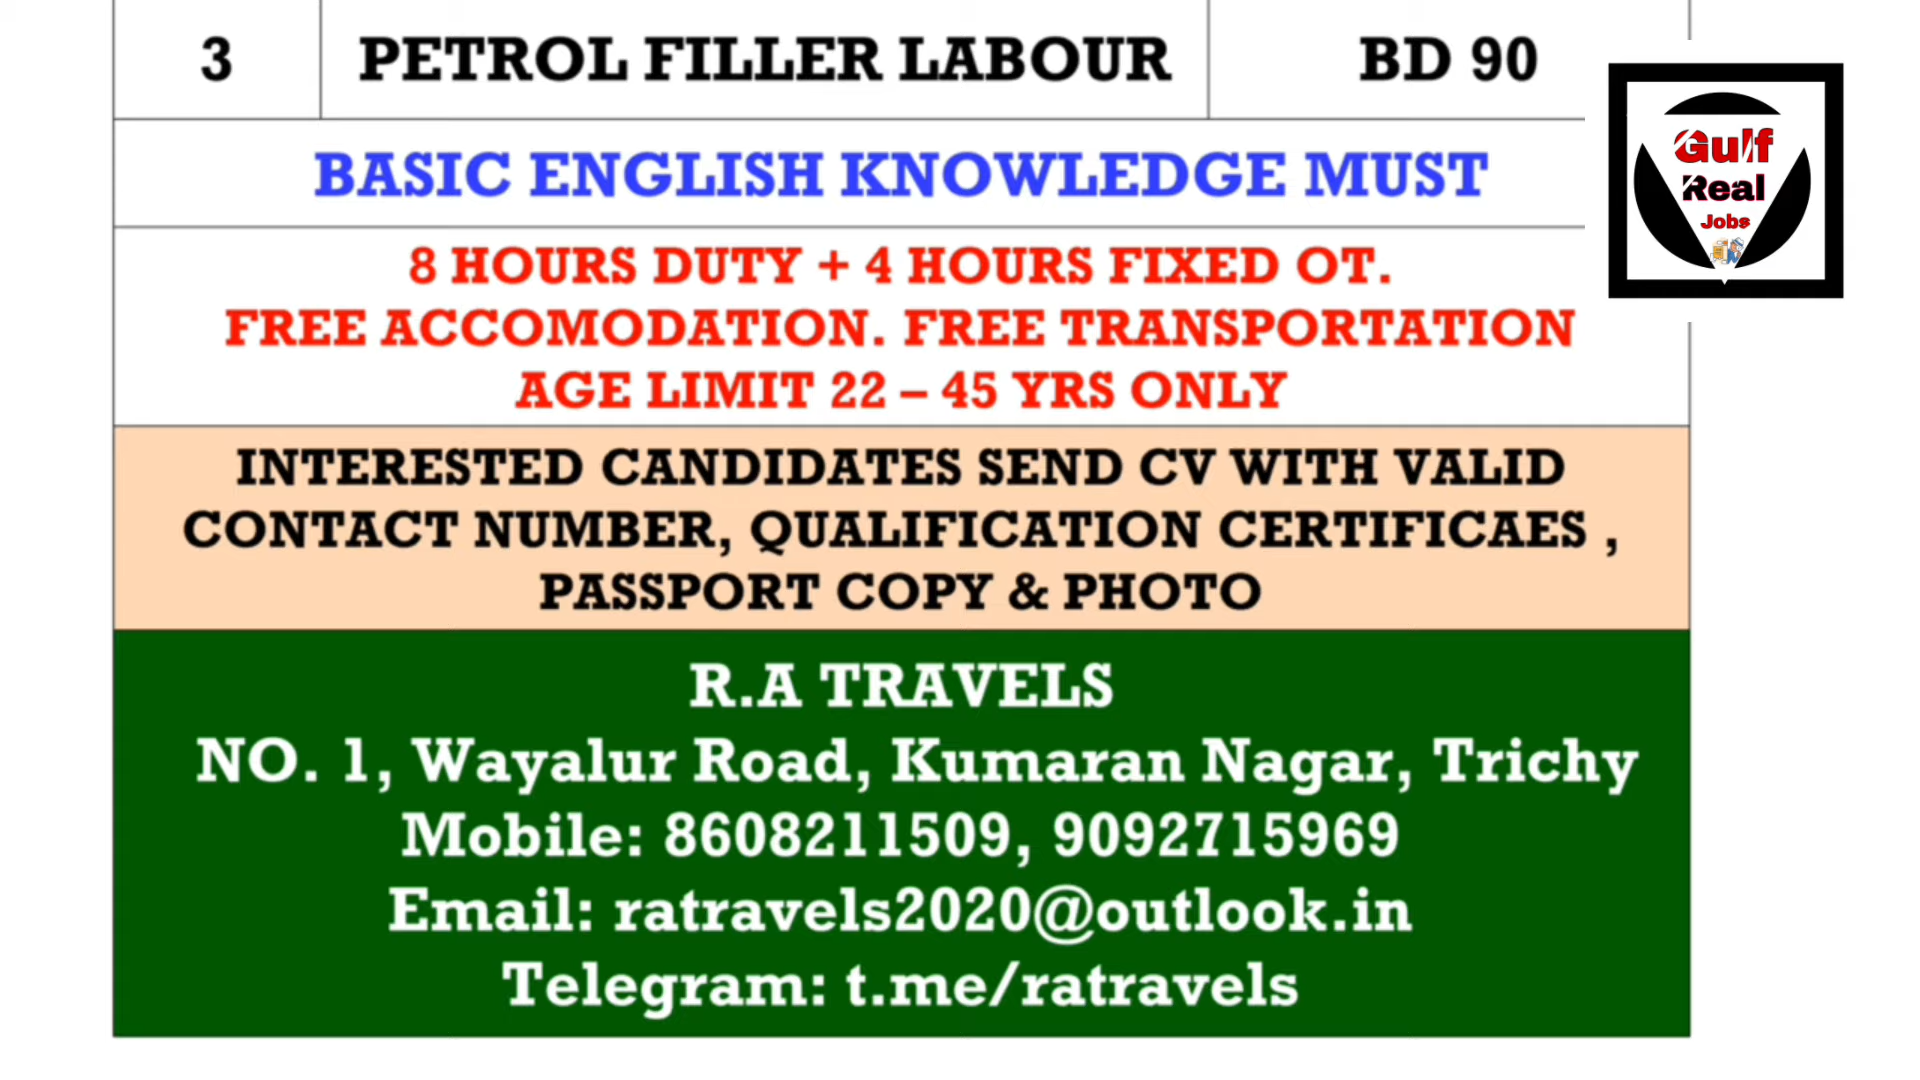 3 PETROL FILLER LABOUR BD 90
BASIC ENGLISH KNOWLEDGE MUST
8 HOURS DUTY + 4 HOURS FIXED OT.
FREE ACCOMODATION. FREE TRANSPORTATION
AGE LIMIT 22 – 45 YRS ONLY
INTERESTED CANDIDATES SEND CV WITH VALID
CONTACT NUMBER, QUALIFICATION CERTIFICAES ,
PASSPORT COPY & PHOTO
R.A TRAVELS
NO. 1, Wayalur Road, Kumaran Nagar, Trichy
Mobile: 8608211509, 9092715969
Email: ratravels2020@outlook.in
Telegram: t.me/ratravels
Gulf
Real
Jobs